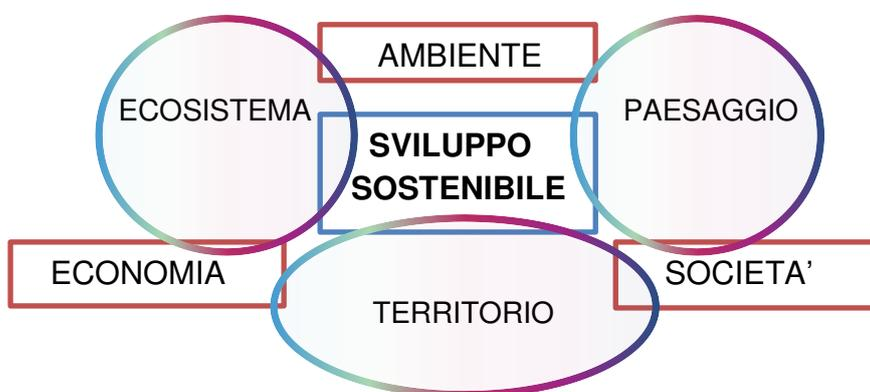 AMBIENTE
ECOSISTEMA
PAESAGGIO
SVILUPPO
SOSTENIBILE
ECONOMIA
SOCIETA’
TERRITORIO